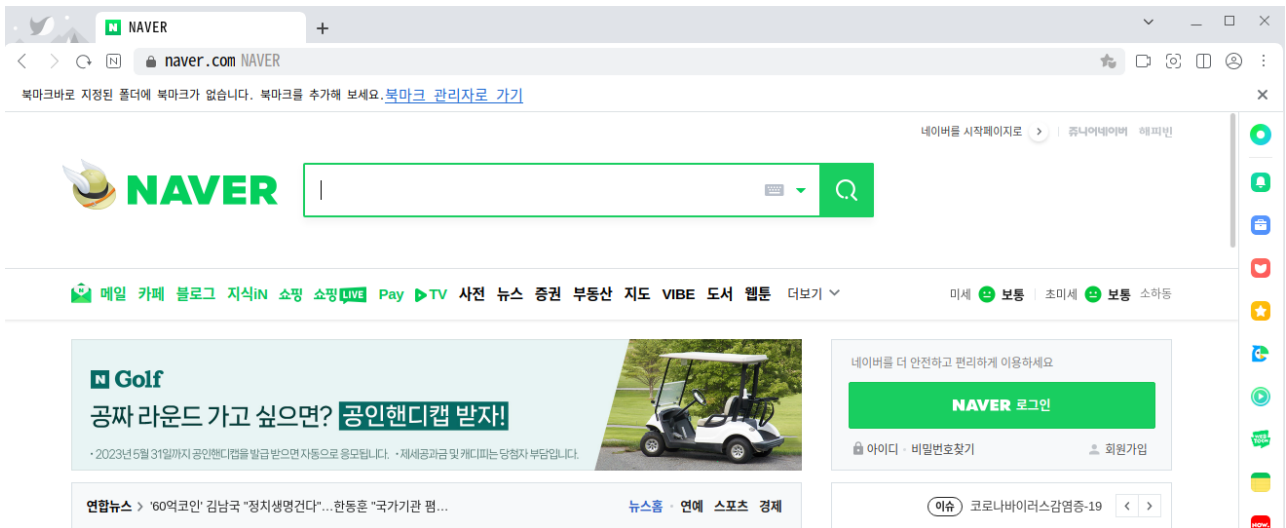 NAVER
naver.com NAVER
북마크바로 지정된 폴더에 북마크가 없습니다. 북마크를 추가해 보세요. 북마크 관리자로 가기
네이버를 시작페이지로 쥬니어네이버 해피빈
NAVER
메일 카페 블로그 지식iN 쇼핑 쇼핑LIVE Pay TV 사전 뉴스 증권 부동산 지도 VIBE 도서 웹툰 더보기 미세 보통 초미세 보통 소하동
N Golf
공짜 라운드 가고 싶으면? 공인핸디캡 받자!
• 2023년 5월 31일까지 공인핸디캡을 발급 받으면 자동으로 응모됩니다. • 제세공과금 및 캐디피는 당첨자 부담입니다.
네이버를 더 안전하고 편리하게 이용하세요
NAVER 로그인
아이디 · 비밀번호찾기 회원가입
연합뉴스 > '60억코인' 김남국 "정치생명건다"…한동훈 "국가기관 폄… 뉴스홈 · 연예 스포츠 경제
이슈 코로나바이러스감염증-19